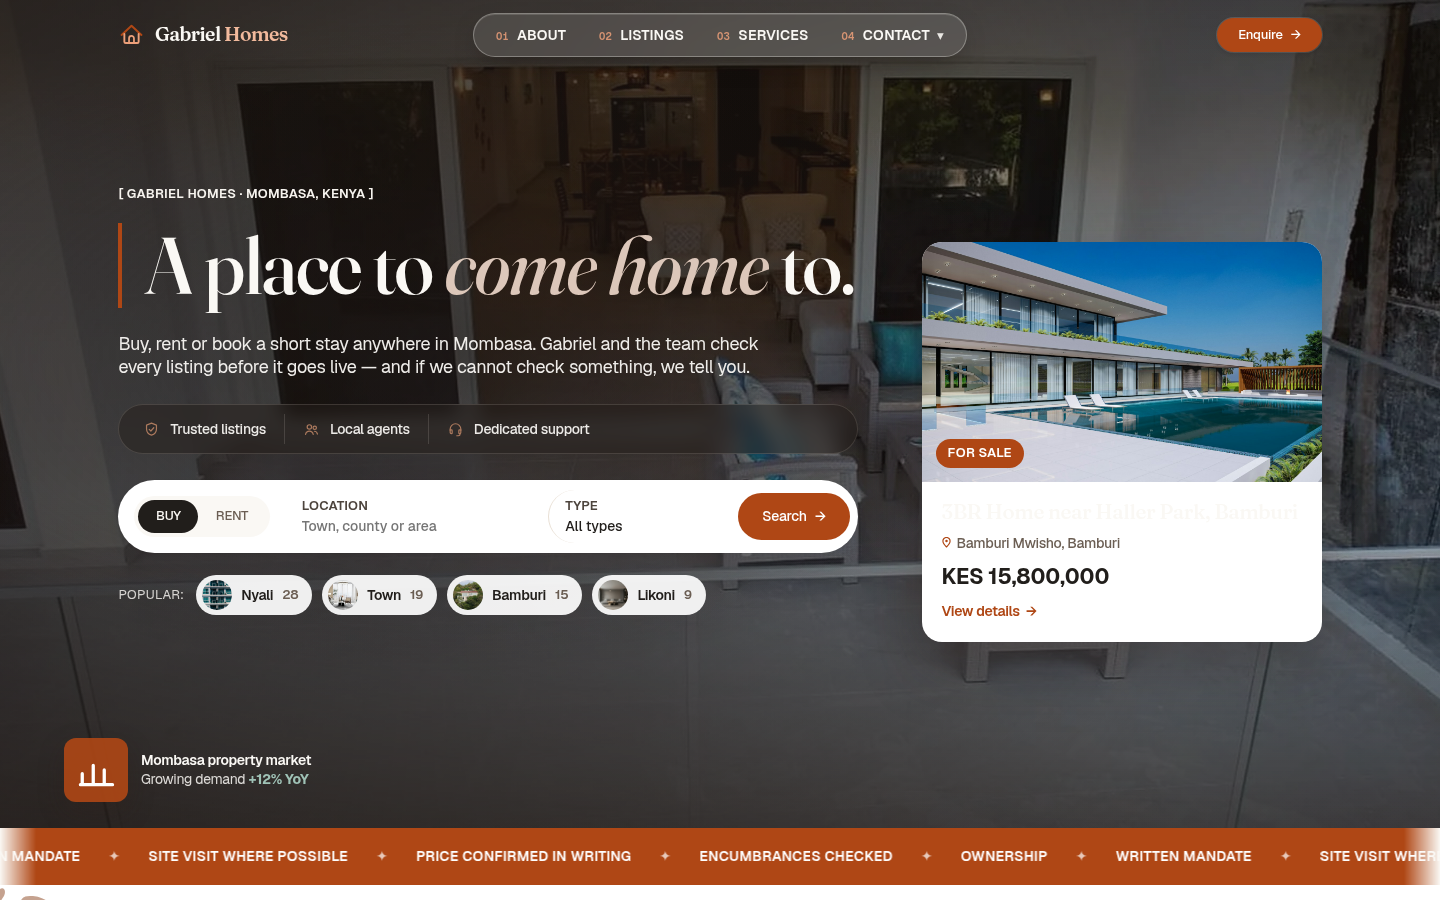 Gabriel Homes
01 ABOUT
02 LISTINGS
03 SERVICES
04 CONTACT ▾
Enquire →
[ GABRIEL HOMES · MOMBASA, KENYA ]
A place to come home to.
Buy, rent or book a short stay anywhere in Mombasa. Gabriel and the team check
every listing before it goes live — and if we cannot check something, we tell you.
Trusted listings
Local agents
Dedicated support
BUY
RENT
LOCATION
Town, county or area
TYPE
All types
Search →
POPULAR:
Nyali 28
Town 19
Bamburi 15
Likoni 9
FOR SALE
3BR Home near Haller Park, Bamburi
Bamburi Mwisho, Bamburi
KES 15,800,000
View details →
Mombasa property market
Growing demand +12% YoY
N MANDATE ✦ SITE VISIT WHERE POSSIBLE ✦ PRICE CONFIRMED IN WRITING ✦ ENCUMBRANCES CHECKED ✦ OWNERSHIP ✦ WRITTEN MANDATE ✦ SITE VISIT WHER